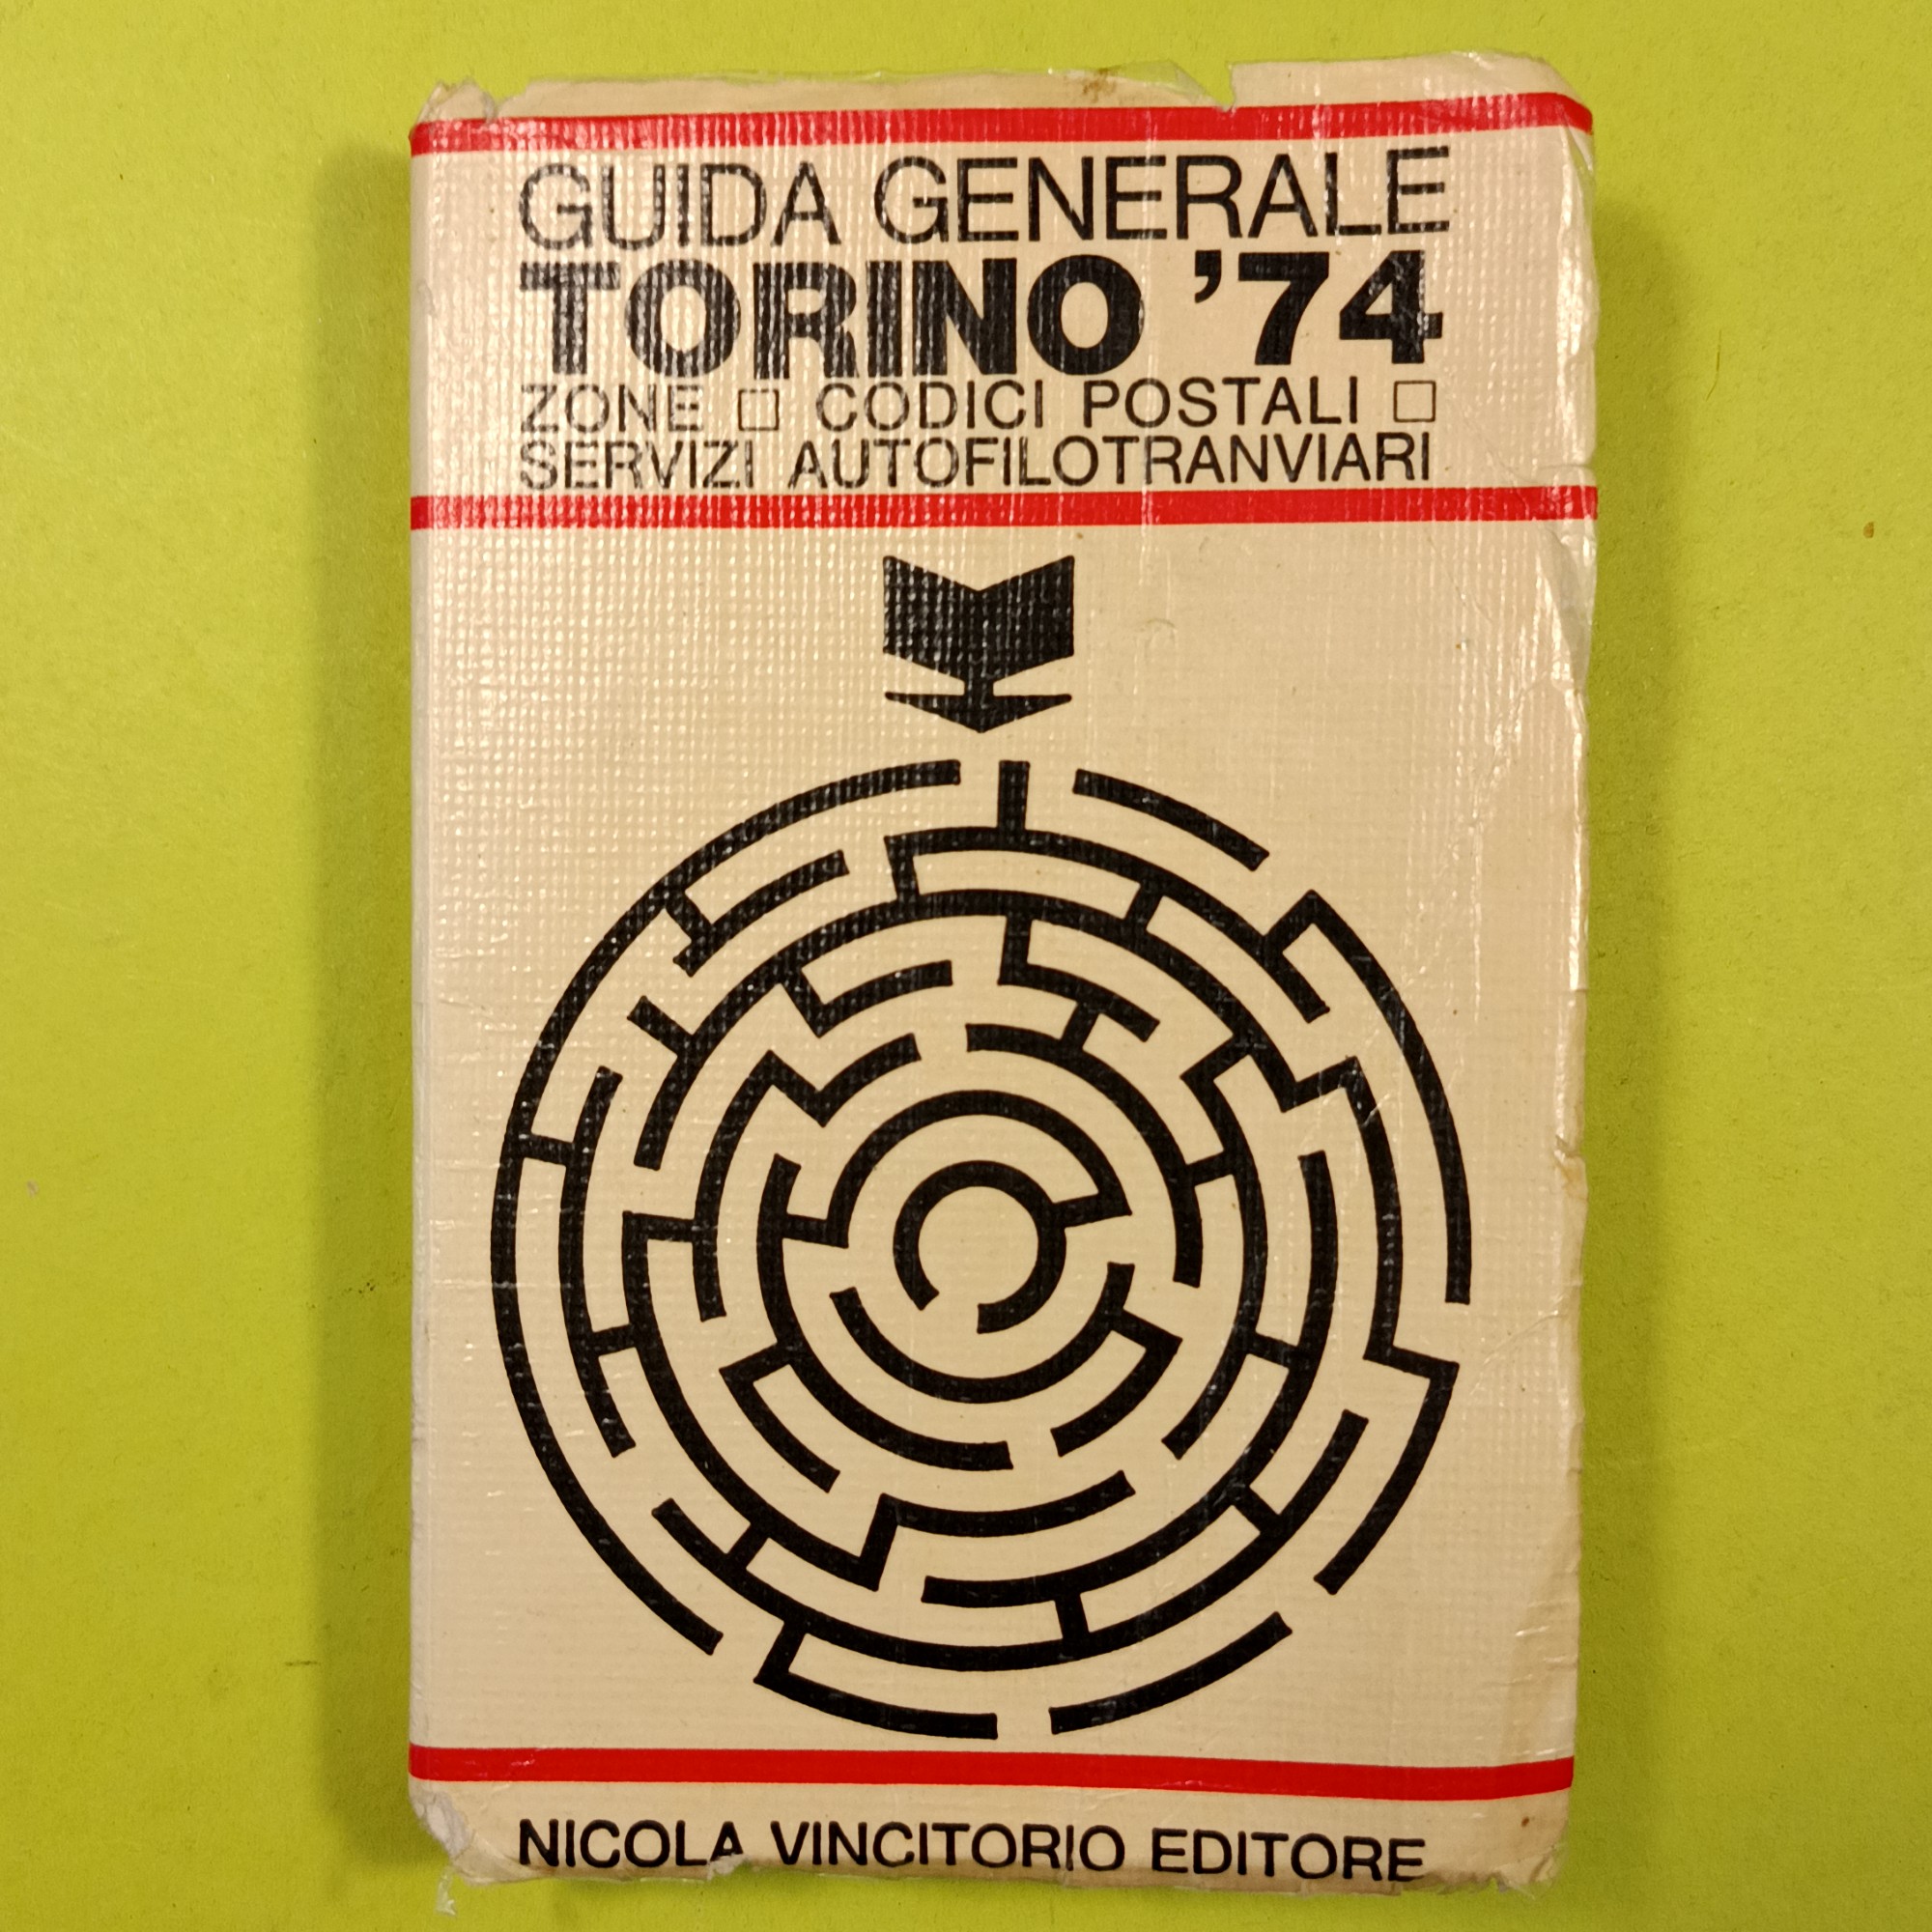 GUIDA GENERALE
TORINO '74
ZONE □ CODICI POSTALI □
SERVIZI AUTOFILOTRANVIARI
NICOLA VINCITORIO EDITORE